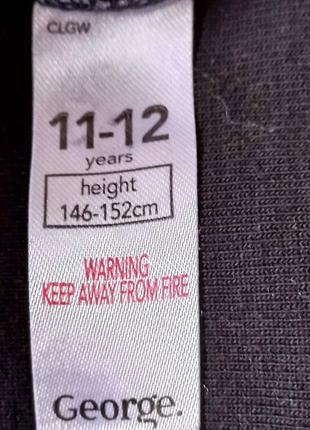 CLGW
11-12
years
height
146-152cm
WARNING
KEEP AWAY FROM FIRE
George.